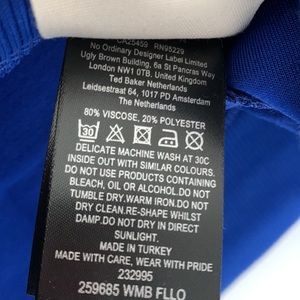 CA25459 RN95229
No Ordinary Designer Label Limited
Ugly Brown Building, 6a St Pancras Way
London NW1 0TB, United Kingdom
Ted Baker Netherlands
Leidsestraat 64, 1017 PD Amsterdam
The Netherlands
80% VISCOSE, 20% POLYESTER
30
DELICATE MACHINE WASH AT 30C
INSIDE OUT WITH SIMILAR COLOURS.
DO NOT USE PRODUCTS CONTAINING
BLEACH, OIL OR ALCOHOL.DO NOT
TUMBLE DRY.WARM IRON.DO NOT
DRY CLEAN.RE-SHAPE WHILST
DAMP.DO NOT DRY IN DIRECT
SUNLIGHT.
MADE IN TURKEY
MADE WITH CARE, WEAR WITH PRIDE
232995
259685 WMB FLLO